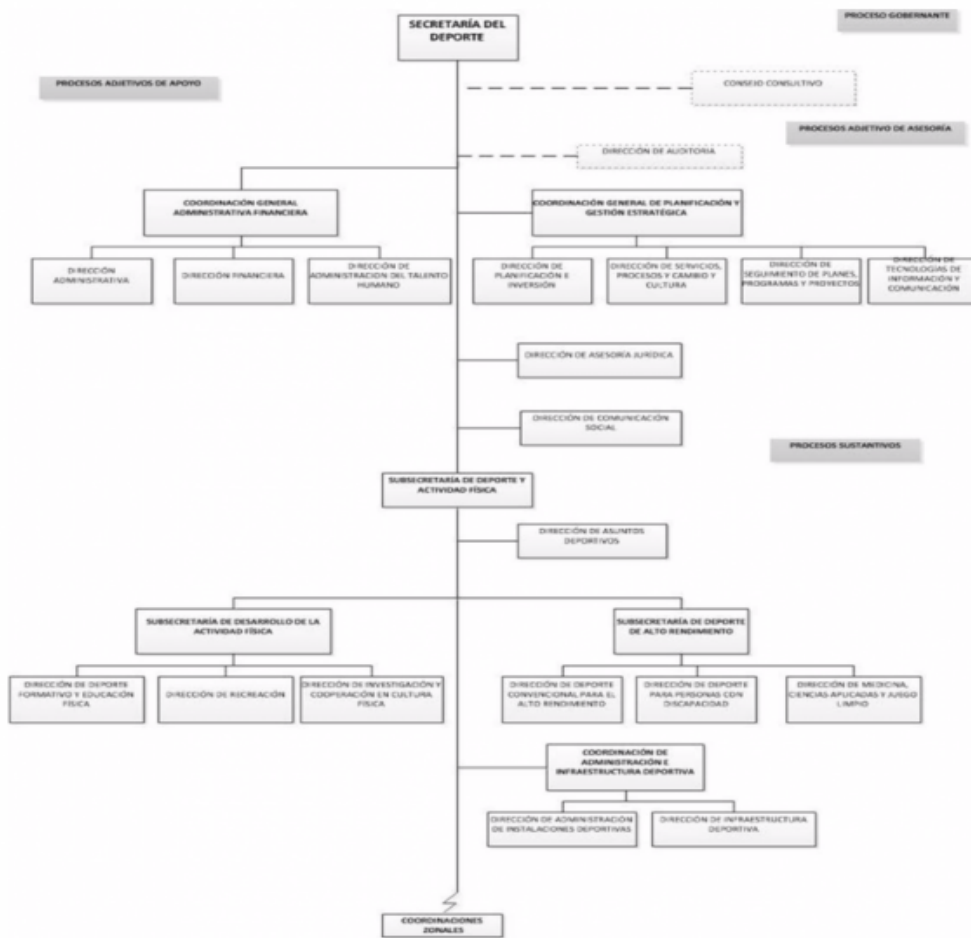 SECRETARÍA DEL
DEPORTE
PROCESO GOBERNANTE
PROCESOS ADJETIVOS DE APOYO
CONSEJO CONSULTIVO
PROCESOS ADJETIVO DE ASESORÍA
DIRECCIÓN DE AUDITORIA
COORDINACIÓN GENERAL
ADMINISTRATIVA FINANCIERA
COORDINACIÓN GENERAL DE PLANIFICACIÓN Y
GESTIÓN ESTRATÉGICA
DIRECCIÓN
ADMINISTRATIVA
DIRECCIÓN FINANCIERA
DIRECCIÓN DE
ADMINISTRACION DEL TALENTO
HUMANO
DIRECCIÓN DE
PLANIFICACIÓN E
INVERSIÓN
DIRECCIÓN DE SERVICIOS,
PROCESOS Y CAMBIO Y
CULTURA
DIRECCIÓN DE
SEGUIMIENTO DE PLANES,
PROGRAMAS Y PROYECTOS
DIRECCIÓN DE
TECNOLOGÍAS DE
INFORMACIÓN Y
COMUNICACIÓN
DIRECCIÓN DE ASESORÍA JURÍDICA
DIRECCIÓN DE COMUNICACIÓN
SOCIAL
PROCESOS SUSTANTIVOS
SUBSECRETARÍA DE DEPORTE Y
ACTIVIDAD FÍSICA
DIRECCIÓN DE ASUNTOS
DEPORTIVOS
SUBSECRETARÍA DE DESARROLLO DE LA
ACTIVIDAD FÍSICA
SUBSECRETARÍA DE DEPORTE
DE ALTO RENDIMIENTO
DIRECCIÓN DE DEPORTE
FORMATIVO Y EDUCACIÓN
FÍSICA
DIRECCIÓN DE RECREACIÓN
DIRECCIÓN DE INVESTIGACIÓN Y
COOPERACIÓN EN CULTURA
FÍSICA
DIRECCIÓN DE DEPORTE
CONVENCIONAL PARA EL
ALTO RENDIMIENTO
DIRECCIÓN DE DEPORTE
PARA PERSONAS CON
DISCAPACIDAD
DIRECCIÓN DE MEDICINA,
CIENCIAS APLICADAS Y JUEGO
LIMPIO
COORDINACIÓN DE
ADMINISTRACIÓN E
INFRAESTRUCTURA DEPORTIVA
DIRECCIÓN DE ADMINISTRACIÓN
DE INSTALACIONES DEPORTIVAS
DIRECCIÓN DE INFRAESTRUCTURA
DEPORTIVA
COORDINACIONES
ZONALES